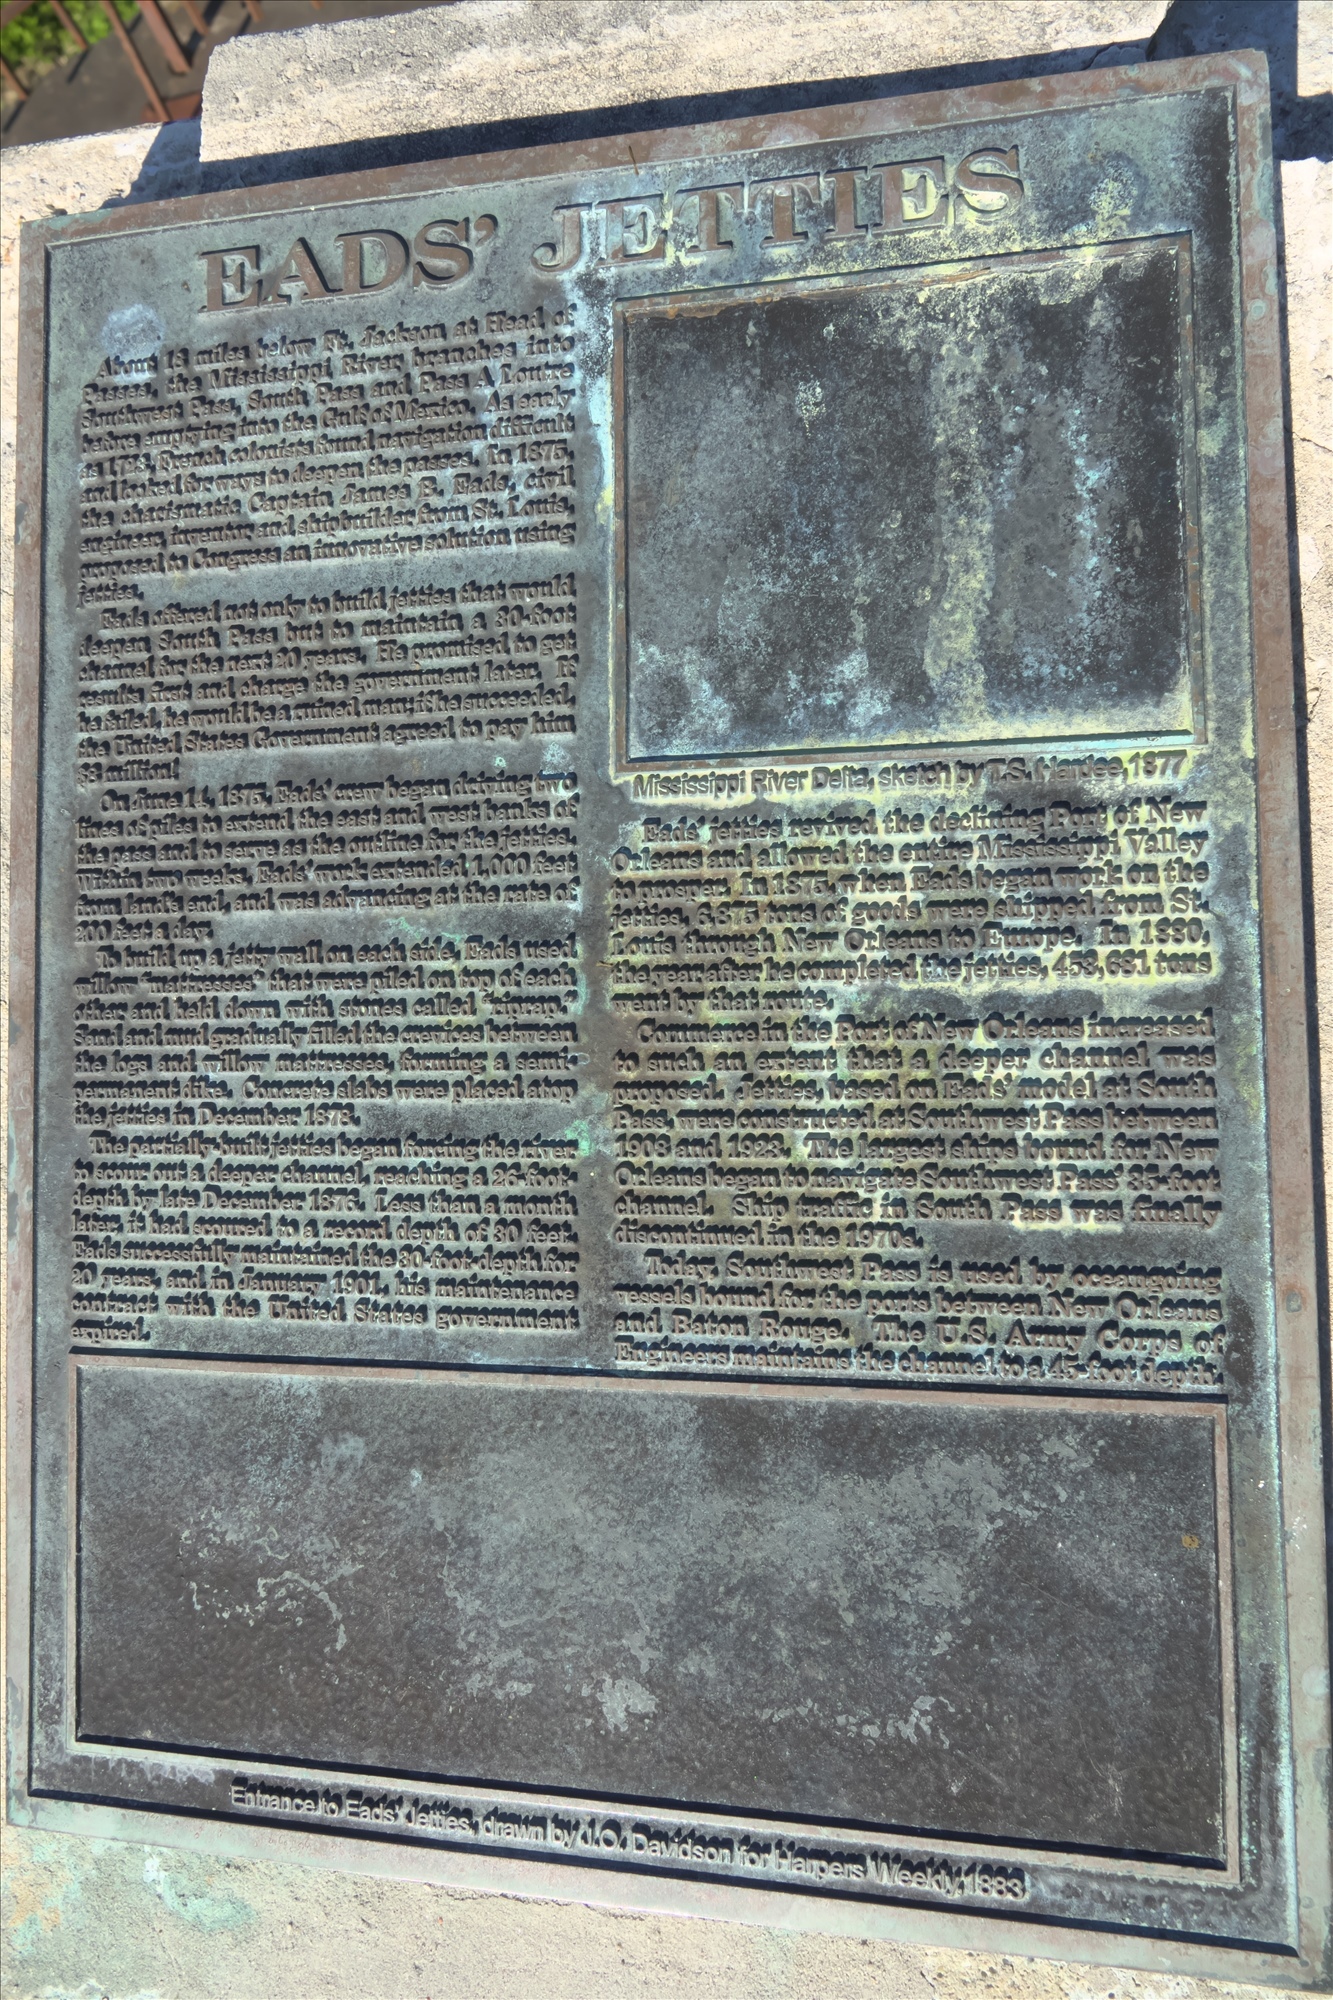 EADS' JETTIES
About 18 miles below Ft. Jackson at Head of
Passes, the Mississippi River branches into
Southwest Pass, South Pass and Pass A Loutre
before emptying into the Gulf of Mexico. As early
as 1723, French colonists found navigation difficult
and looked for ways to deepen the passes. In 1875,
the charismatic Captain James B. Eads, civil
engineer, inventor and shipbuilder from St. Louis,
proposed to Congress an innovative solution using
jetties.
Eads offered not only to build jetties that would
deepen South Pass but to maintain a 30-foot
channel for the next 20 years. He promised to get
results first and charge the government later. If
he failed, he would be a ruined man; if he succeeded,
the United States Government agreed to pay him
$8 million!
On June 14, 1875, Eads' crew began driving two
lines of piles to extend the east and west banks of
the pass and to serve as the outline for the jetties.
Within two weeks, Eads' work extended 1,000 feet
from land's end, and was advancing at the rate of
200 feet a day.
To build up a jetty wall on each side, Eads used
willow "mattresses" that were piled on top of each
other and held down with stones called "riprap."
Sand and mud gradually filled the crevices between
the logs and willow mattresses, forming a semi-
permanent dike. Concrete slabs were placed atop
the jetties in December 1878.
The partially-built jetties began forcing the river
to scour out a deeper channel, reaching a 26-foot-
depth by late December 1876. Less than a month
later, it had scoured to a record depth of 30 feet.
Eads successfully maintained the 30-foot-depth for
20 years, and in January 1901, his maintenance
contract with the United States government
expired.
Mississippi River Delta, sketch by T.S. Hardee, 1877
Eads' jetties revived the declining Port of New
Orleans and allowed the entire Mississippi Valley
to prosper. In 1875, when Eads began work on the
jetties, 6,875 tons of goods were shipped from St.
Louis through New Orleans to Europe. In 1880,
the year after he completed the jetties, 453,681 tons
went by that route.
Commerce in the Port of New Orleans increased
to such an extent that a deeper channel was
proposed. Jetties, based on Eads' model at South
Pass, were constructed at Southwest Pass between
1908 and 1923. The largest ships bound for New
Orleans began to navigate Southwest Pass' 35-foot
channel. Ship traffic in South Pass was finally
discontinued in the 1970s.
Today, Southwest Pass is used by oceangoing
vessels bound for the ports between New Orleans
and Baton Rouge. The U.S. Army Corps of
Engineers maintains the channel to a 45-foot depth.
Entrance to Eads' Jetties, drawn by J.O. Davidson for Harpers Weekly, 1883